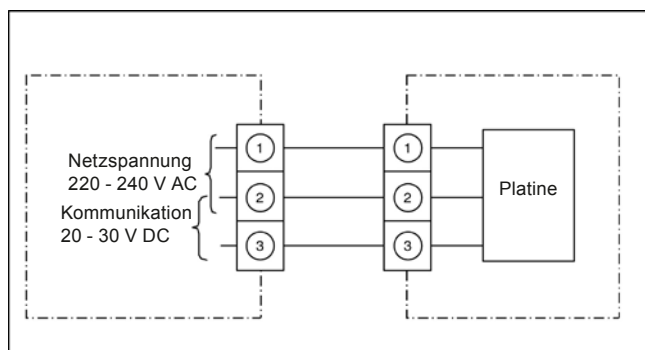 Netzspannung
220 - 240 V AC
Kommunikation
20 - 30 V DC
1
2
3
1
2
3
Platine